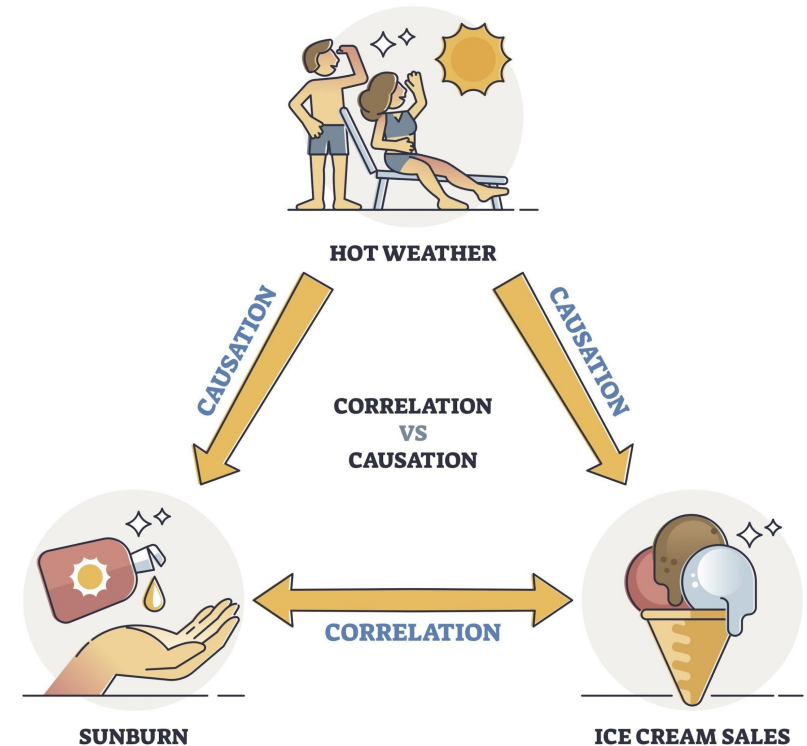 HOT WEATHER
CAUSATION
CAUSATION
CORRELATION
VS
CAUSATION
CORRELATION
SUNBURN
ICE CREAM SALES